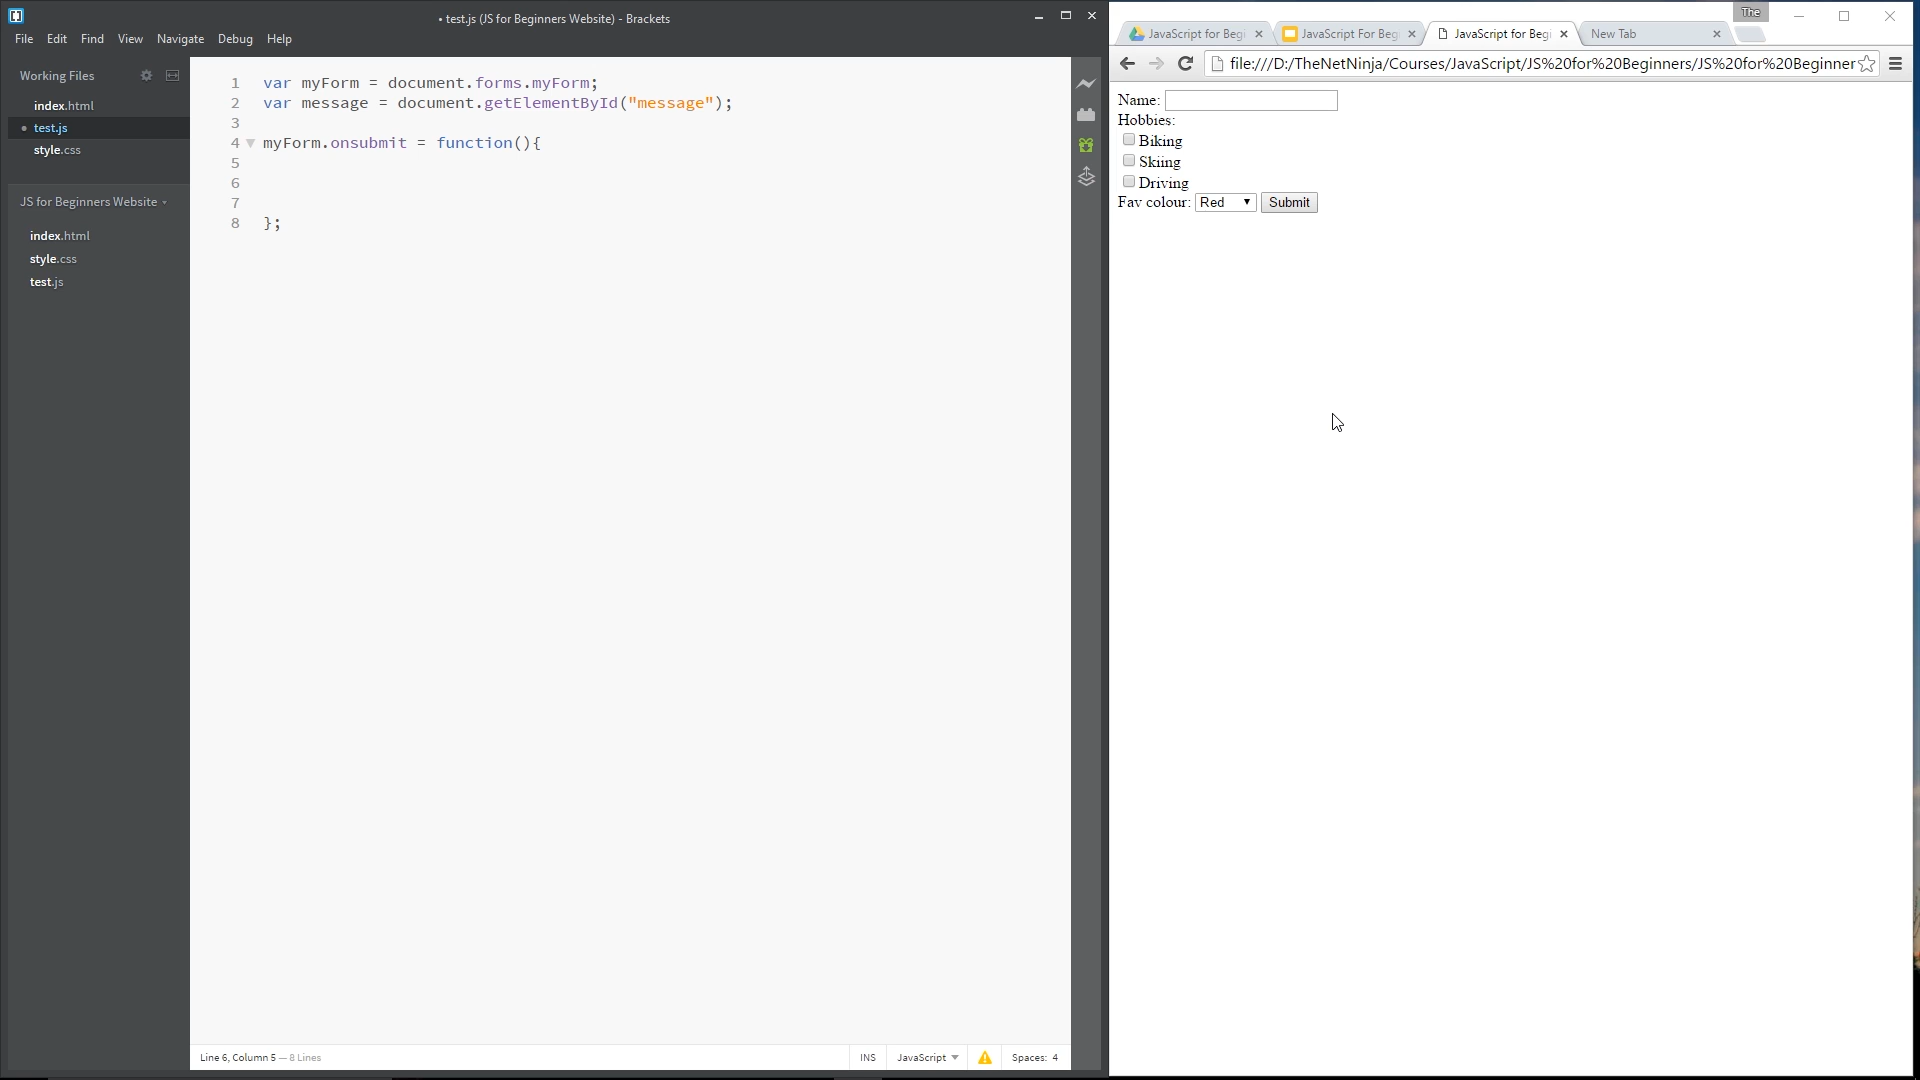 • test.js (JS for Beginners Website) - Brackets
File Edit Find View Navigate Debug Help
Working Files
index.html
• test.js
style.css
JS for Beginners Website
index.html
style.css
test.js
1 var myForm = document.forms.myForm;
2 var message = document.getElementById("message");
3
4 myForm.onsubmit = function(){
5
6
7
8 };
Line 6, Column 5 — 8 Lines
INS JavaScript Spaces: 4
The
JavaScript for Beg JavaScript For Beg JavaScript for Beg New Tab
file:///D:/TheNetNinja/Courses/JavaScript/JS%20for%20Beginners/JS%20for%20Beginner
Name:
Hobbies:
Biking
Skiing
Driving
Fav colour: Red Submit